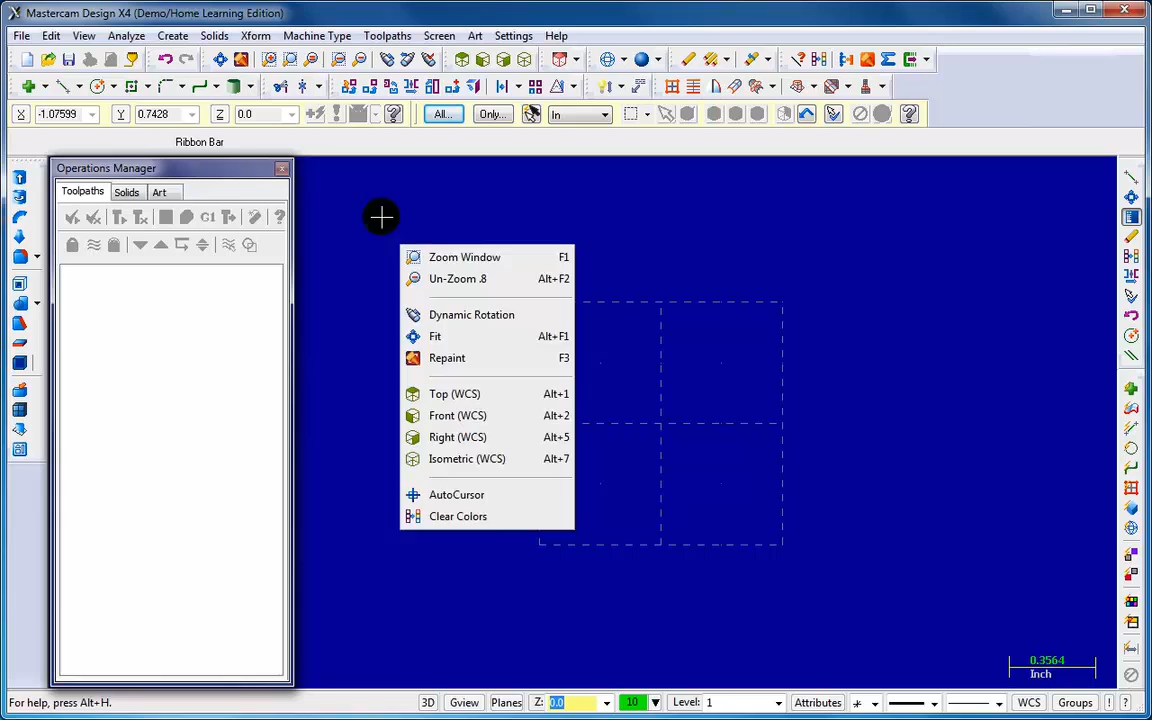 Mastercam Design X4 (Demo/Home Learning Edition)
File Edit View Analyze Create Solids Xform Machine Type Toolpaths Screen Art Settings Help
X -1.07599 Y 0.7428 Z 0.0 All... Only... In
Ribbon Bar
Operations Manager
Toolpaths Solids Art
G1
Zoom Window F1
Un-Zoom .8 Alt+F2
Dynamic Rotation
Fit Alt+F1
Repaint F3
Top (WCS) Alt+1
Front (WCS) Alt+2
Right (WCS) Alt+5
Isometric (WCS) Alt+7
AutoCursor
Clear Colors
0.3564
Inch
For help, press Alt+H. 3D Gview Planes Z: 0.0 10 Level: 1 Attributes WCS Groups ! ?